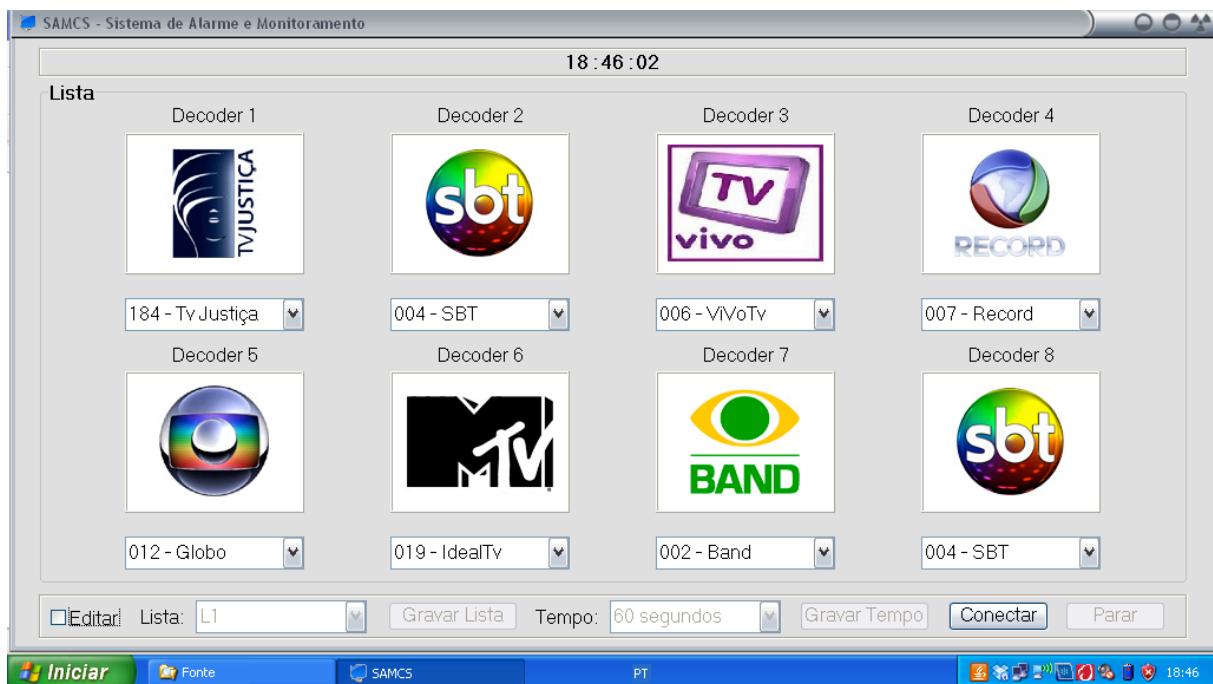 SAMCS - Sistema de Alarme e Monitoramento
18:46:02
Lista
Decoder 1
Decoder 2
Decoder 3
Decoder 4
TV JUSTIÇA
sbt
TV
vivo
RECORD
184 - Tv Justiça
004 - SBT
006 - ViVoTv
007 - Record
Decoder 5
Decoder 6
Decoder 7
Decoder 8
MTV
BAND
sbt
012 - Globo
019 - IdealTv
002 - Band
004 - SBT
Editar Lista: L1 Gravar Lista Tempo: 60 segundos Gravar Tempo Conectar Parar
Iniciar Fonte SAMCS PT 18:46